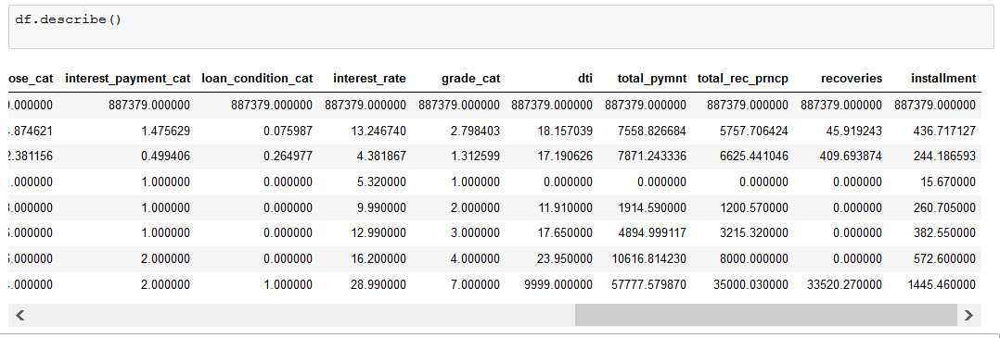 df.describe()
ose_cat interest_payment_cat loan_condition_cat interest_rate grade_cat dti total_pymnt total_rec_prncp recoveries installment
).000000 887379.000000 887379.000000 887379.000000 887379.000000 887379.000000 887379.000000 887379.000000 887379.000000 887379.000000
.874621 1.475629 0.075987 13.246740 2.798403 18.157039 7558.826684 5757.706424 45.919243 436.717127
2.381156 0.499406 0.264977 4.381867 1.312599 17.190626 7871.243336 6625.441046 409.693874 244.186593
.000000 1.000000 0.000000 5.320000 1.000000 0.000000 0.000000 0.000000 0.000000 15.670000
3.000000 1.000000 0.000000 9.990000 2.000000 11.910000 1914.590000 1200.570000 0.000000 260.705000
.000000 1.000000 0.000000 12.990000 3.000000 17.650000 4894.999117 3215.320000 0.000000 382.550000
.000000 2.000000 0.000000 16.200000 4.000000 23.950000 10616.814230 8000.000000 0.000000 572.600000
.000000 2.000000 1.000000 28.990000 7.000000 9999.000000 57777.579870 35000.030000 33520.270000 1445.460000